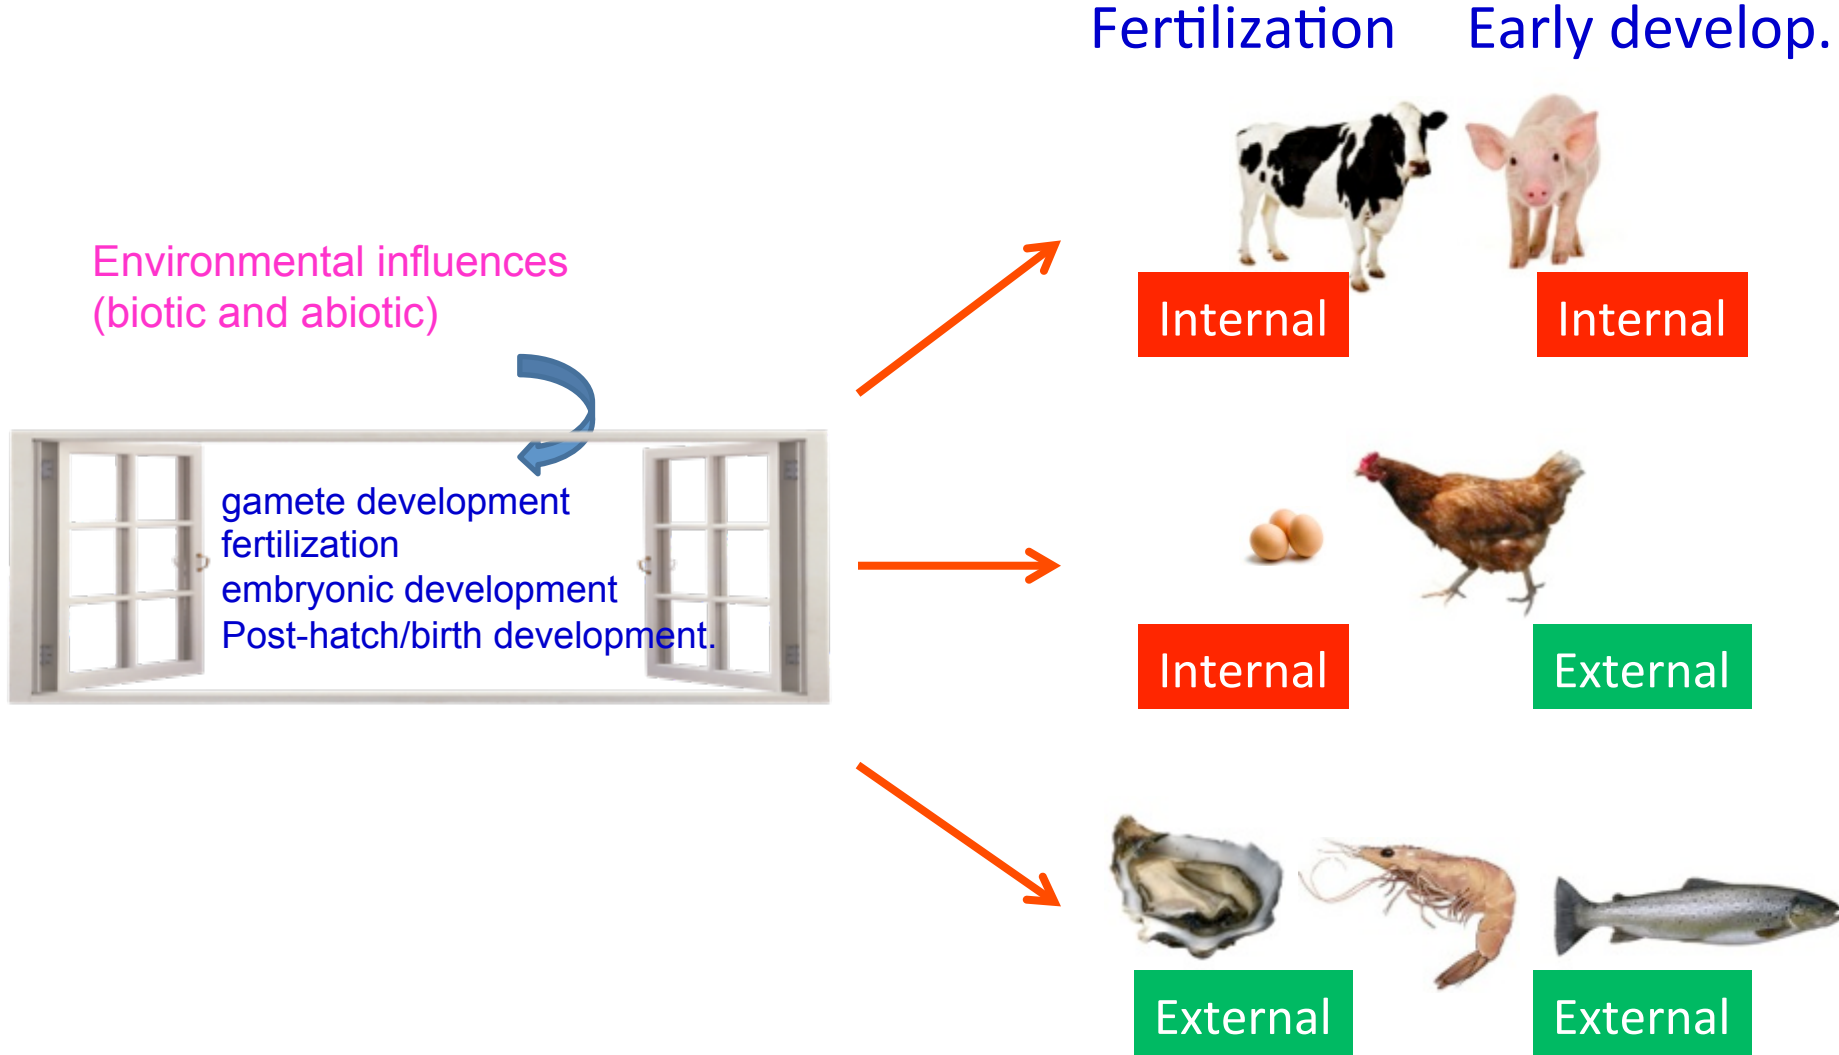 Fertilization Early develop.
Environmental influences
(biotic and abiotic)
Internal Internal
gamete development
fertilization
embryonic development
Post-hatch/birth development.
Internal External
External External